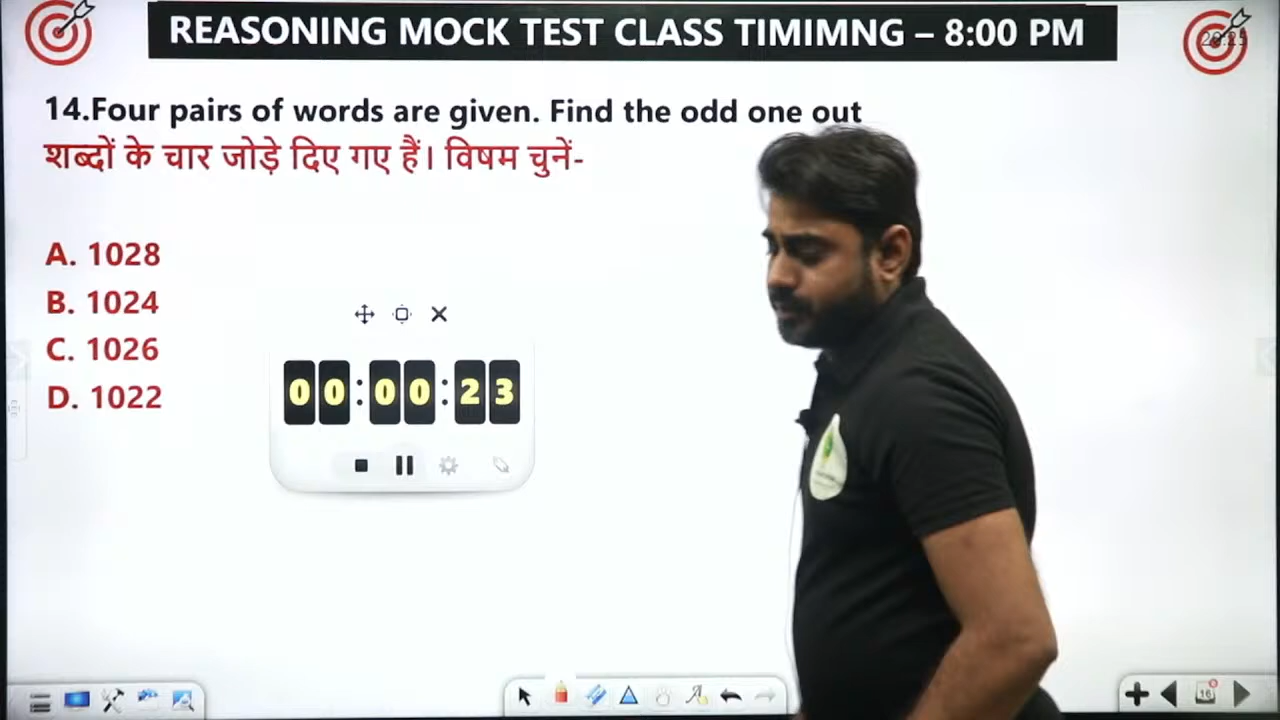 REASONING MOCK TEST CLASS TIMIMNG – 8:00 PM
14.Four pairs of words are given. Find the odd one out
शब्दों के चार जोड़े दिए गए हैं। विषम चुनें-
A. 1028
B. 1024
C. 1026
D. 1022
00:00:23
16